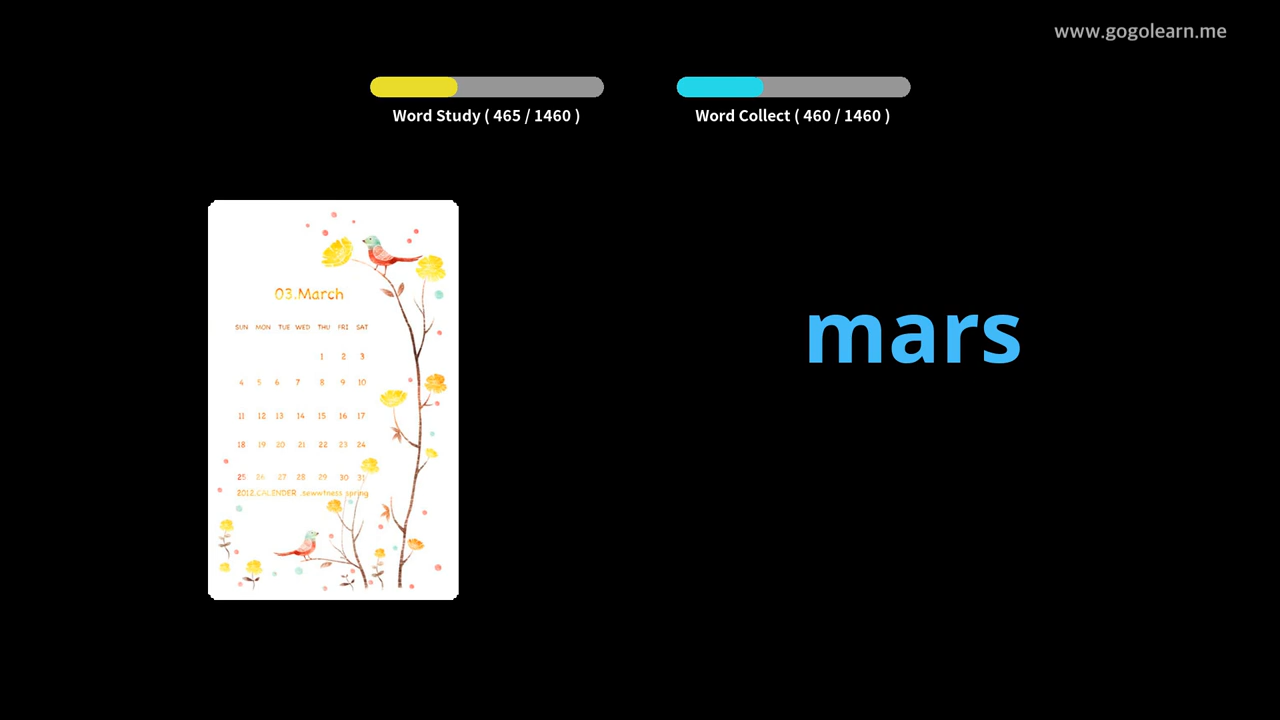 www.gogolearn.me
Word Study ( 465 / 1460 )
Word Collect ( 460 / 1460 )
03.March
SUN MON TUE WED THU FRI SAT
1 2 3
4 5 6 7 8 9 10
11 12 13 14 15 16 17
18 19 20 21 22 23 24
25 26 27 28 29 30 31
2012.CALENDER .sewwtness spring
mars